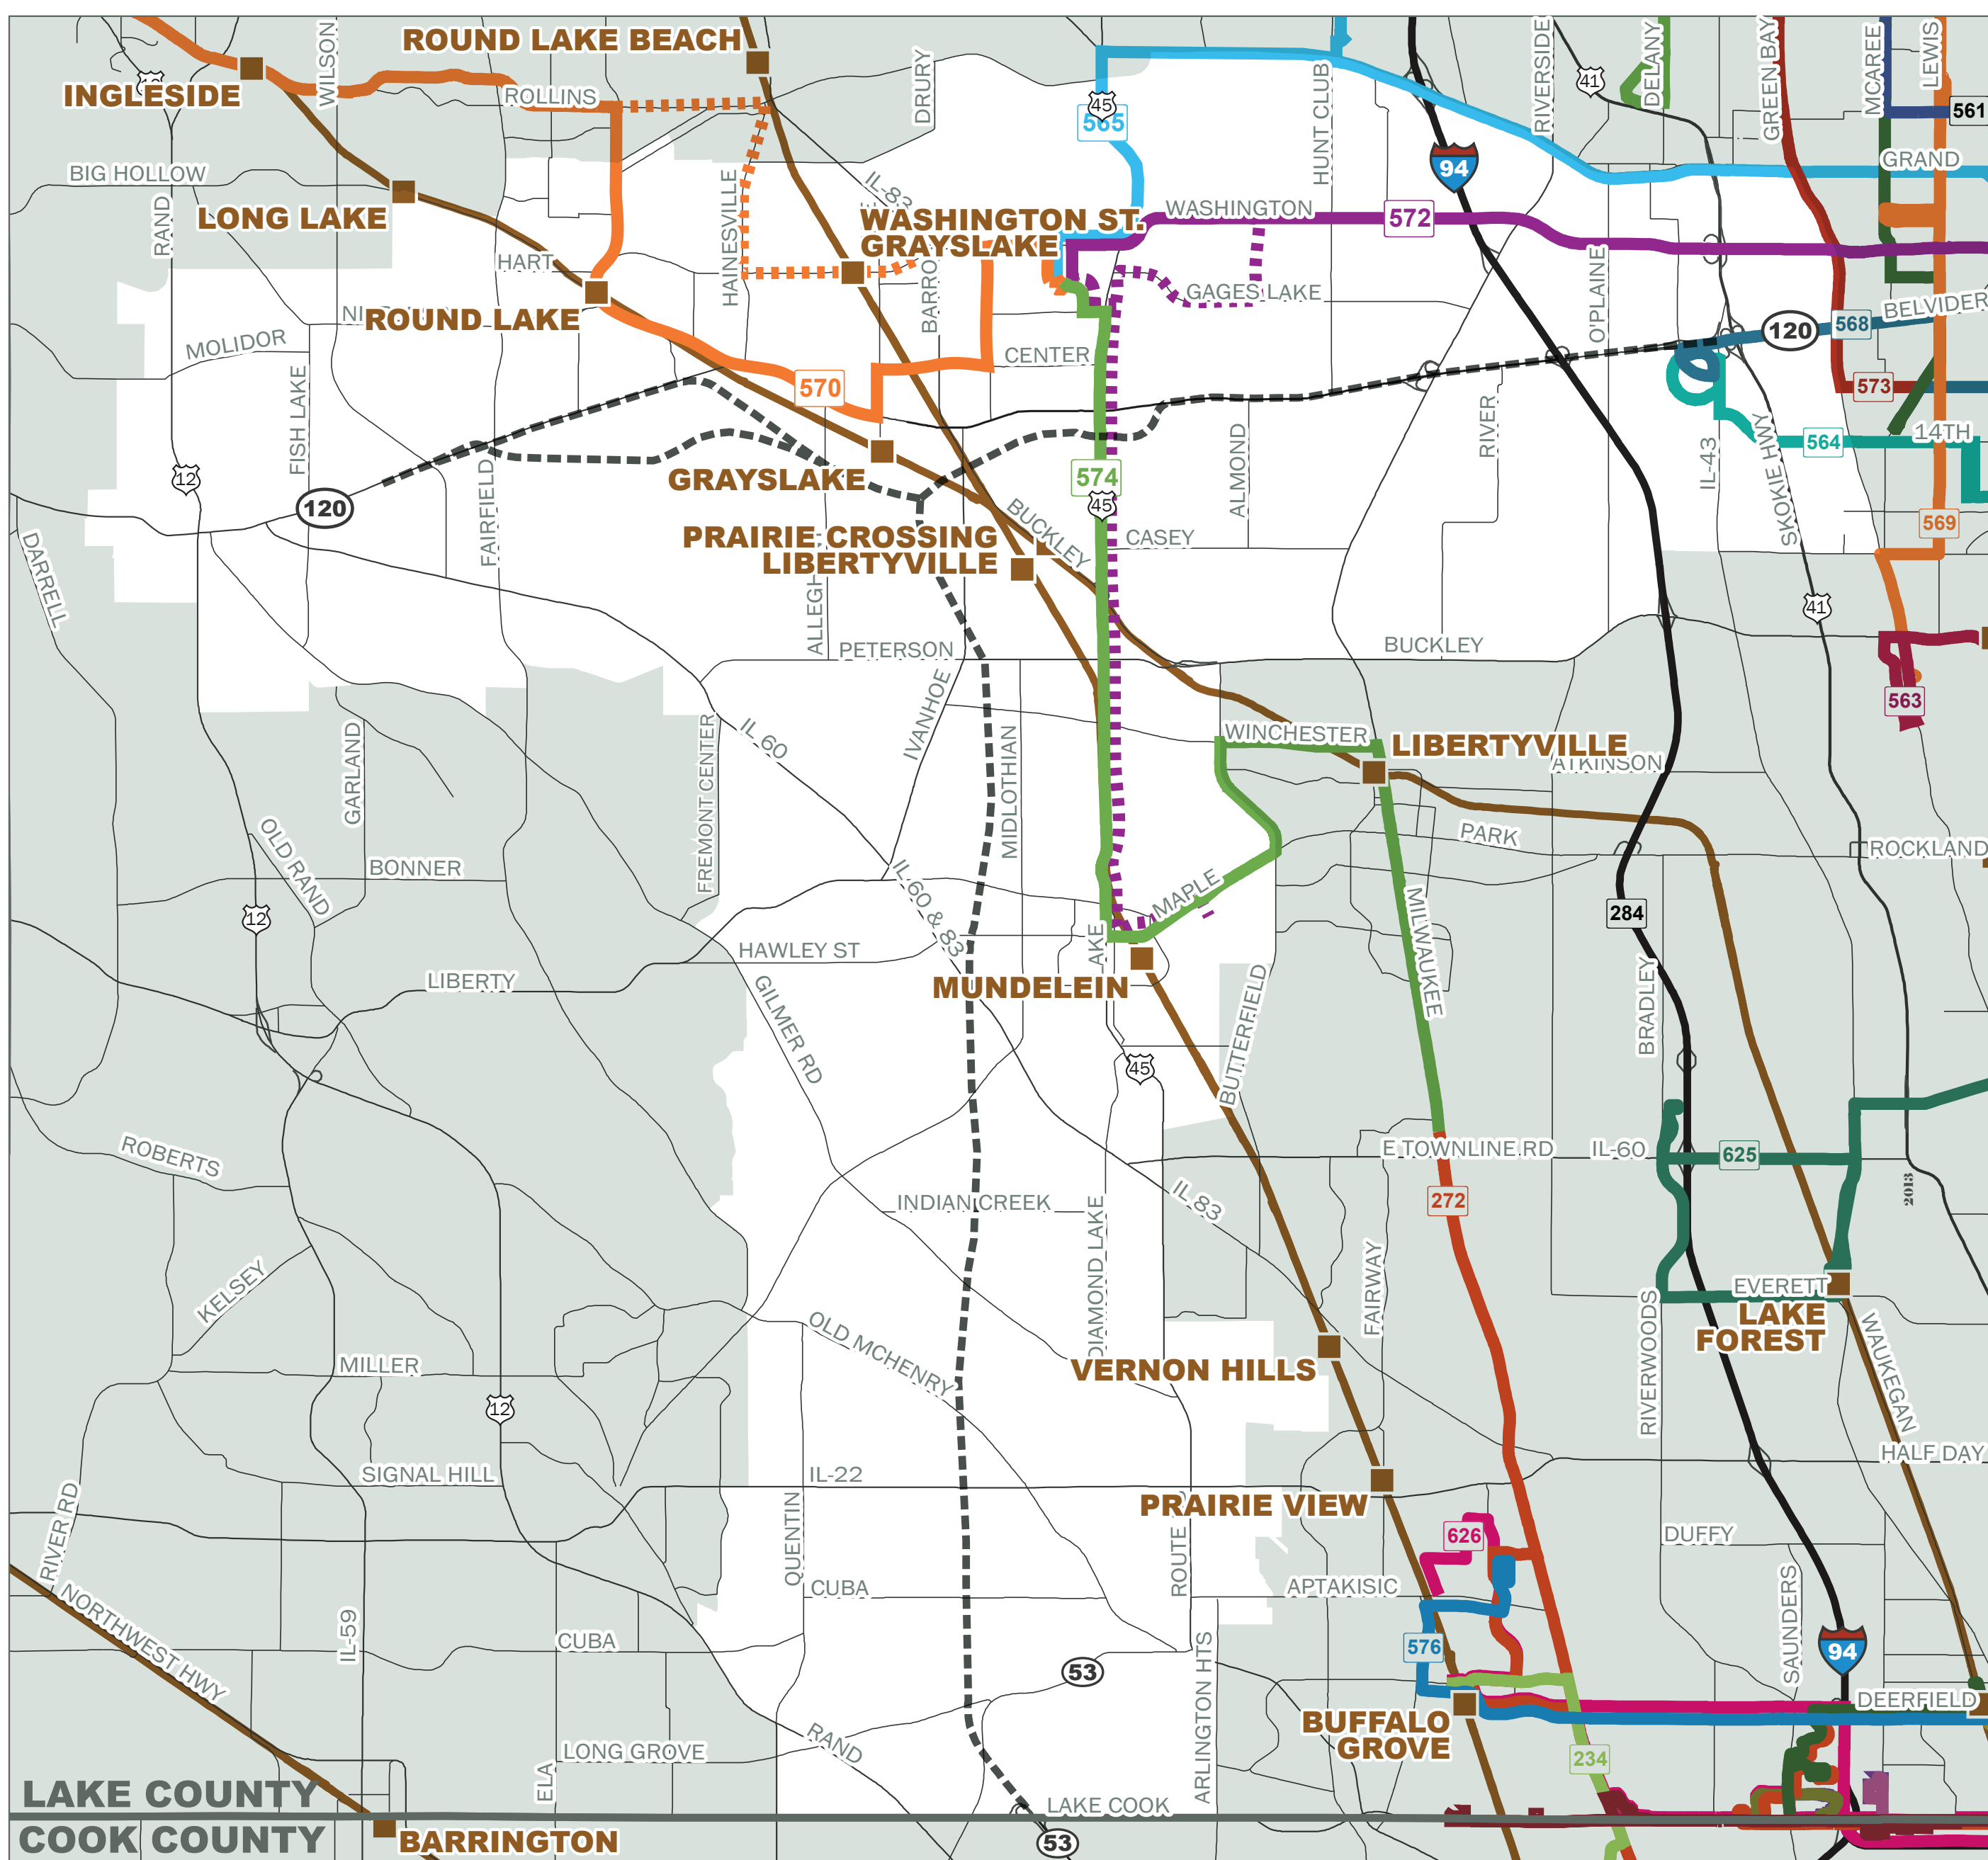 ROUND LAKE BEACH
INGLESIDE
WILSON
ROLLINS
DRURY
45
565
HUNT CLUB
94
RIVERSIDE
41
DELANY
GREEN BAY
MCAREE
LEWIS
561
GRAND
BIG HOLLOW
RAND
LONG LAKE
HAINESVILLE
WASHINGTON ST.
GRAYSLAKE
WASHINGTON
572
HART
ROUND LAKE
GAGES LAKE
O'PLAINE
120
568
MOLIDOR
FISH LAKE
CENTER
570
573
RIVER
ALMOND
IL-43
SKOKIE HWY
564
14TH
12
120
FAIRFIELD
GRAYSLAKE
574
45
569
DARRELL
PRAIRIE CROSSING
LIBERTYVILLE
BUCKLEY
CASEY
41
PETERSON
BUCKLEY
563
GARLAND
FREMONT CENTER
IL 60
IVANHOE
MIDLOTHIAN
WINCHESTER
LIBERTYVILLE
ATKINSON
PARK
ROCKLAND
OLD RAND
BONNER
12
IL 60 & 83
MAPLE
MILWAUKEE
284
HAWLEY ST
LIBERTY
MUNDELEIN
GILMER RD
BUTTERFIELD
BRADLEY
45
ROBERTS
E TOWNLINE RD
IL-60
625
2013
INDIAN CREEK
IL 83
272
KELSEY
DIAMOND LAKE
FAIRWAY
EVERETT
LAKE
FOREST
RIVERWOODS
WAUKEGAN
OLD MCHENRY
MILLER
VERNON HILLS
12
HALF DAY
SIGNAL HILL
IL-22
PRAIRIE VIEW
RIVER RD
QUENTIN
ROUTE
626
DUFFY
CUBA
APTAKISIC
SAUNDERS
NORTHWEST HWY
IL-59
CUBA
53
ARLINGTON HTS
576
94
DEERFIELD
BUFFALO
GROVE
RAND
LONG GROVE
ELA
234
LAKE COUNTY
LAKE COOK
COOK COUNTY
BARRINGTON
53